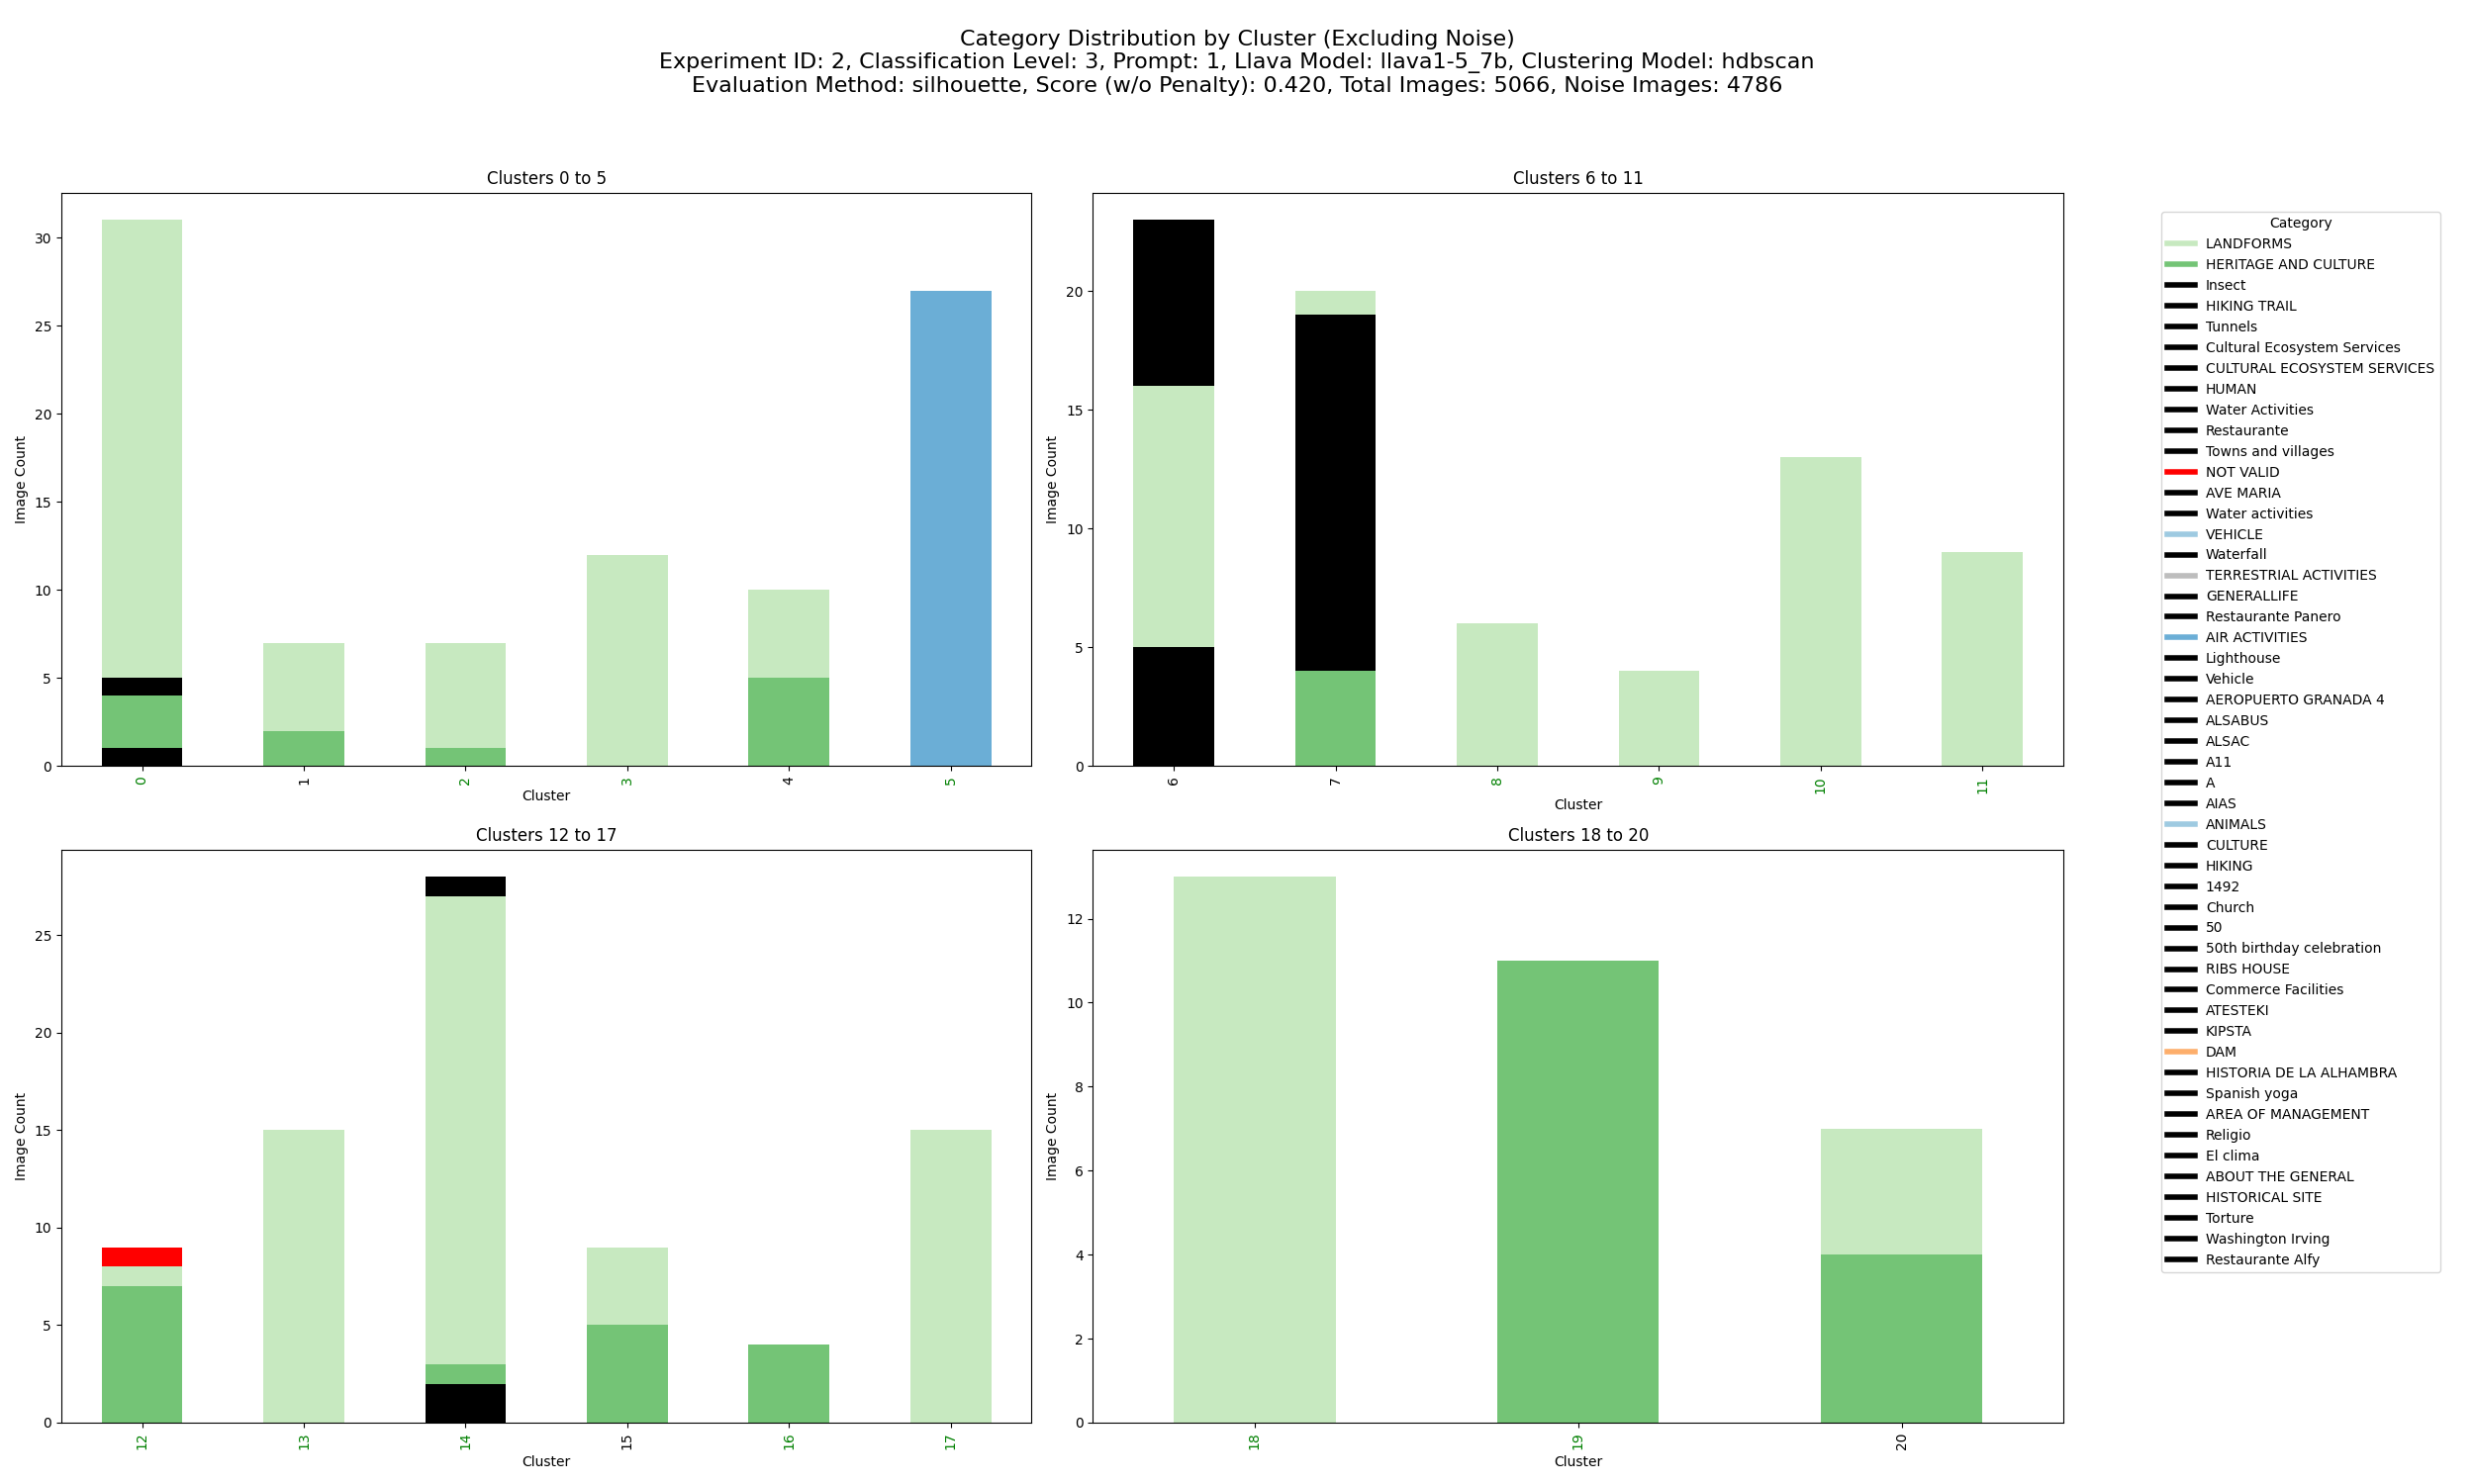 Category Distribution by Cluster (Excluding Noise)
Experiment ID: 2, Classification Level: 3, Prompt: 1, Llava Model: llava1-5_7b, Clustering Model: hdbscan
Evaluation Method: silhouette, Score (w/o Penalty): 0.420, Total Images: 5066, Noise Images: 4786
Clusters 0 to 5
30
25
20
15
10
5
0
Image Count
0 1 2 3 4 5
Cluster
Clusters 6 to 11
20
15
10
5
0
Image Count
6 7 8 9 10 11
Cluster
Clusters 12 to 17
25
20
15
10
5
0
Image Count
12 13 14 15 16 17
Cluster
Clusters 18 to 20
12
10
8
6
4
2
0
Image Count
18 19 20
Cluster
Category
LANDFORMS
HERITAGE AND CULTURE
Insect
HIKING TRAIL
Tunnels
Cultural Ecosystem Services
CULTURAL ECOSYSTEM SERVICES
HUMAN
Water Activities
Restaurante
Towns and villages
NOT VALID
AVE MARIA
Water activities
VEHICLE
Waterfall
TERRESTRIAL ACTIVITIES
GENERALLIFE
Restaurante Panero
AIR ACTIVITIES
Lighthouse
Vehicle
AEROPUERTO GRANADA 4
ALSABUS
ALSAC
A11
A
AIAS
ANIMALS
CULTURE
HIKING
1492
Church
50
50th birthday celebration
RIBS HOUSE
Commerce Facilities
ATESTEKI
KIPSTA
DAM
HISTORIA DE LA ALHAMBRA
Spanish yoga
AREA OF MANAGEMENT
Religio
El clima
ABOUT THE GENERAL
HISTORICAL SITE
Torture
Washington Irving
Restaurante Alfy